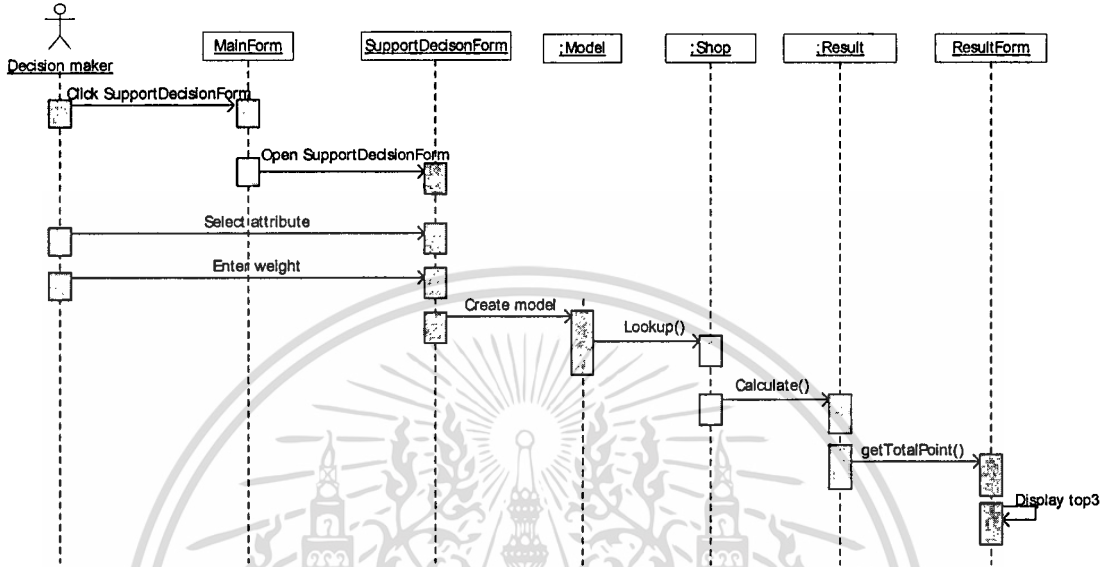 Decision maker
MainForm
SupportDecisonForm
:Model
:Shop
:Result
ResultForm
Click SupportDecisionForm
Open SupportDecisionForm
Select attribute
Enter weight
Create model
Lookup()
Calculate()
getTotalPoint()
Display top3